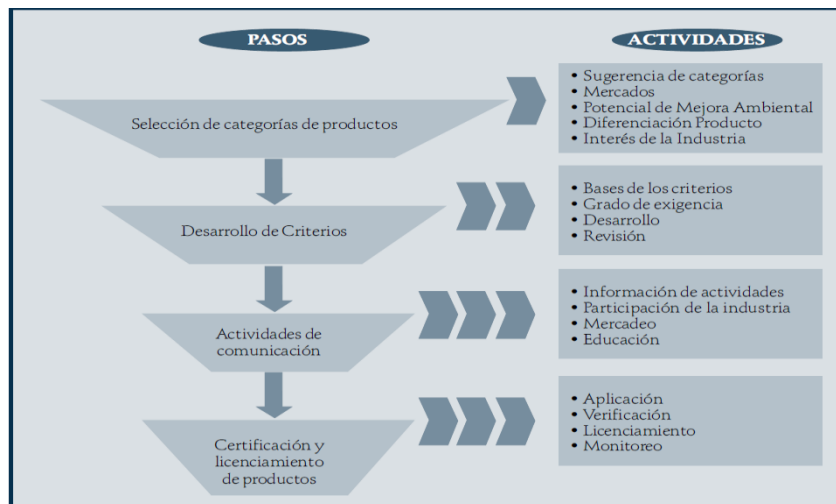 PASOS
ACTIVIDADES
Selección de categorías de productos
• Sugerencia de categorías
• Mercados
• Potencial de Mejora Ambiental
• Diferenciación Producto
• Interés de la Industria
Desarrollo de Criterios
• Bases de los criterios
• Grado de exigencia
• Desarrollo
• Revisión
Actividades de
comunicación
• Información de actividades
• Participación de la industria
• Mercadeo
• Educación
Certificación y
licenciamiento
de productos
• Aplicación
• Verificación
• Licenciamiento
• Monitoreo